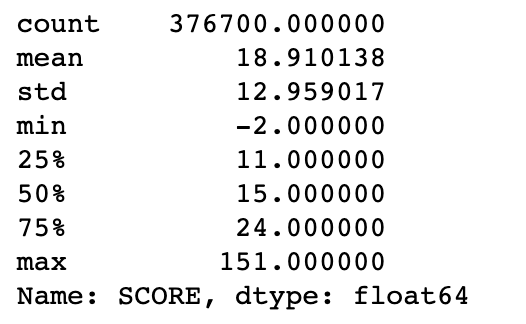 count    376700.000000
mean         18.910138
std          12.959017
min          -2.000000
25%          11.000000
50%          15.000000
75%          24.000000
max         151.000000
Name: SCORE, dtype: float64